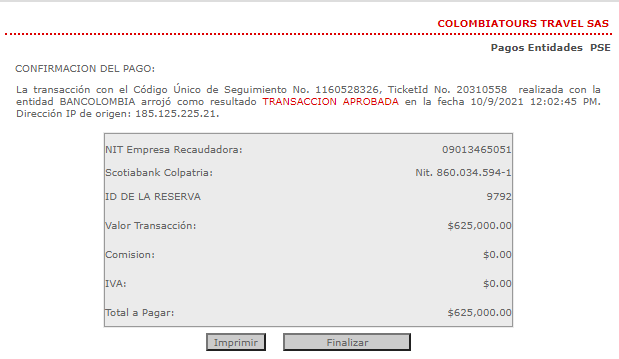 COLOMBIATOURS TRAVEL SAS
Pagos Entidades PSE
CONFIRMACION DEL PAGO:
La transacción con el Código Único de Seguimiento No. 1160528326, TicketId No. 20310558 realizada con la
entidad BANCOLOMBIA arrojó como resultado TRANSACCION APROBADA en la fecha 10/9/2021 12:02:45 PM.
Dirección IP de origen: 185.125.225.21.
NIT Empresa Recaudadora: 09013465051
Scotiabank Colpatria: Nit. 860.034.594-1
ID DE LA RESERVA 9792
Valor Transacción: $625,000.00
Comision: $0.00
IVA: $0.00
Total a Pagar: $625,000.00
Imprimir Finalizar